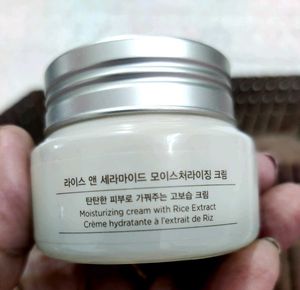 라이스 앤 세라마이드 모이스처라이징 크림
탄탄한 피부로 가꿔주는 고보습 크림
Moisturizing cream with Rice Extract
Crème hydratante à l'extrait de Riz